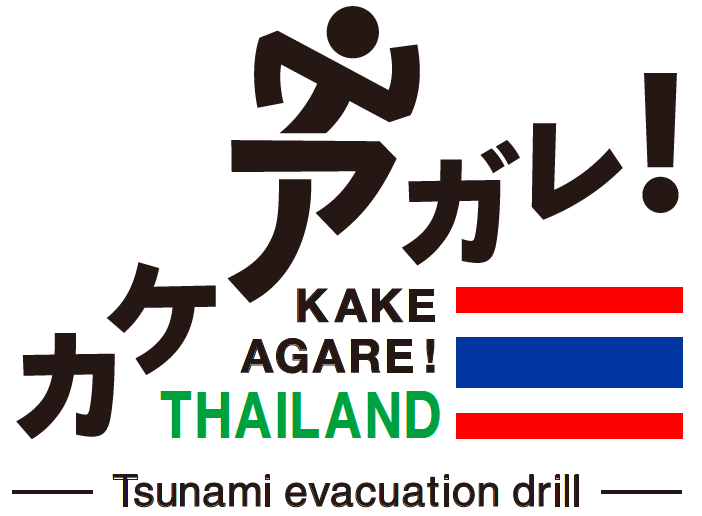 カケアガレ！
KAKE
AGARE!
THAILAND
Tsunami evacuation drill